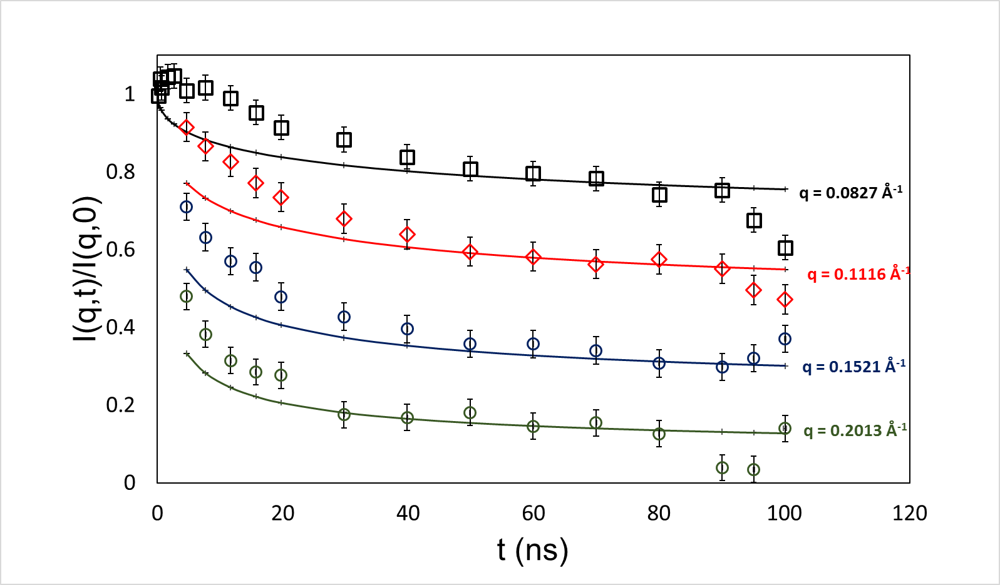 I(q,t)/I(q,0)
1
0.8
0.6
0.4
0.2
0
q = 0.0827 Å⁻¹
q = 0.1116 Å⁻¹
q = 0.1521 Å⁻¹
q = 0.2013 Å⁻¹
0 20 40 60 80 100 120
t (ns)